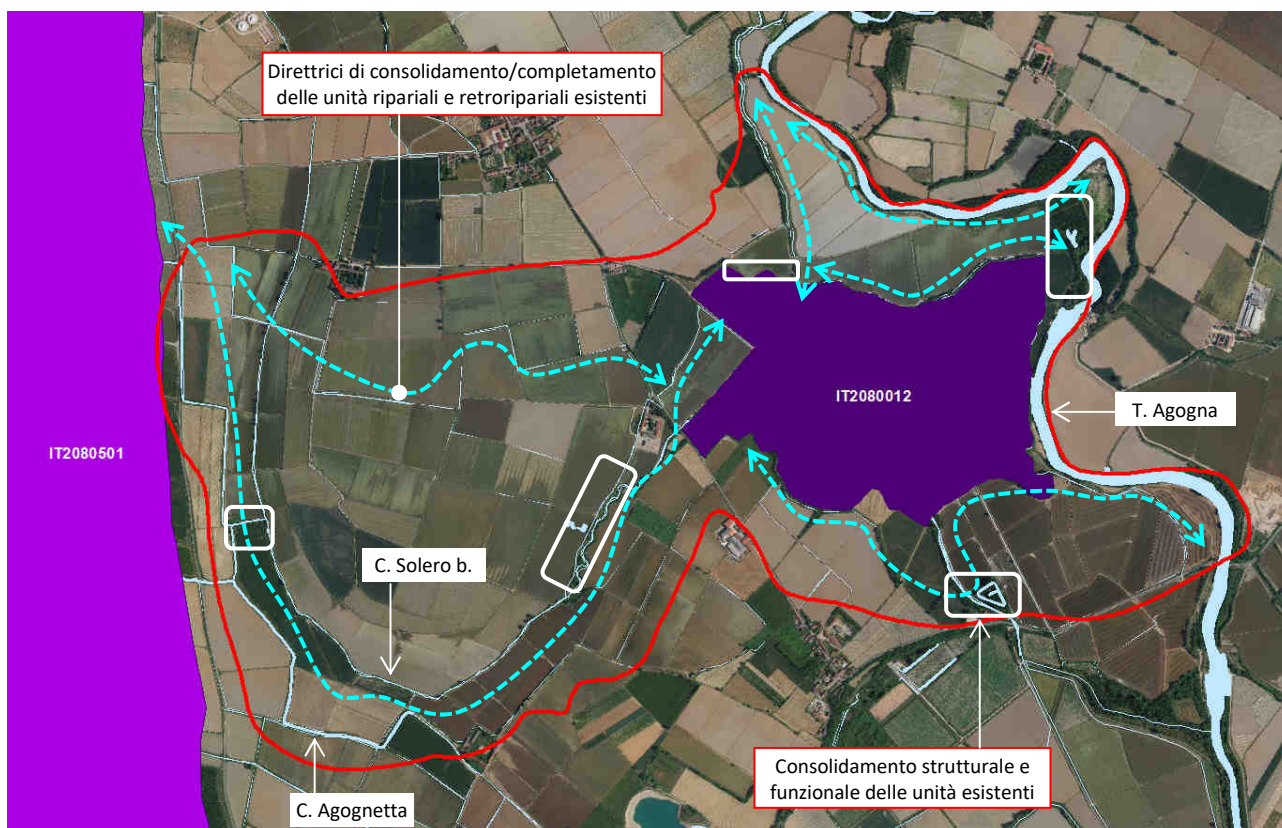 Direttrici di consolidamento/completamento
delle unità ripariali e retroripariali esistenti
IT2080012
T. Agogna
IT2080501
C. Solero b.
Consolidamento strutturale e
funzionale delle unità esistenti
C. Agognetta